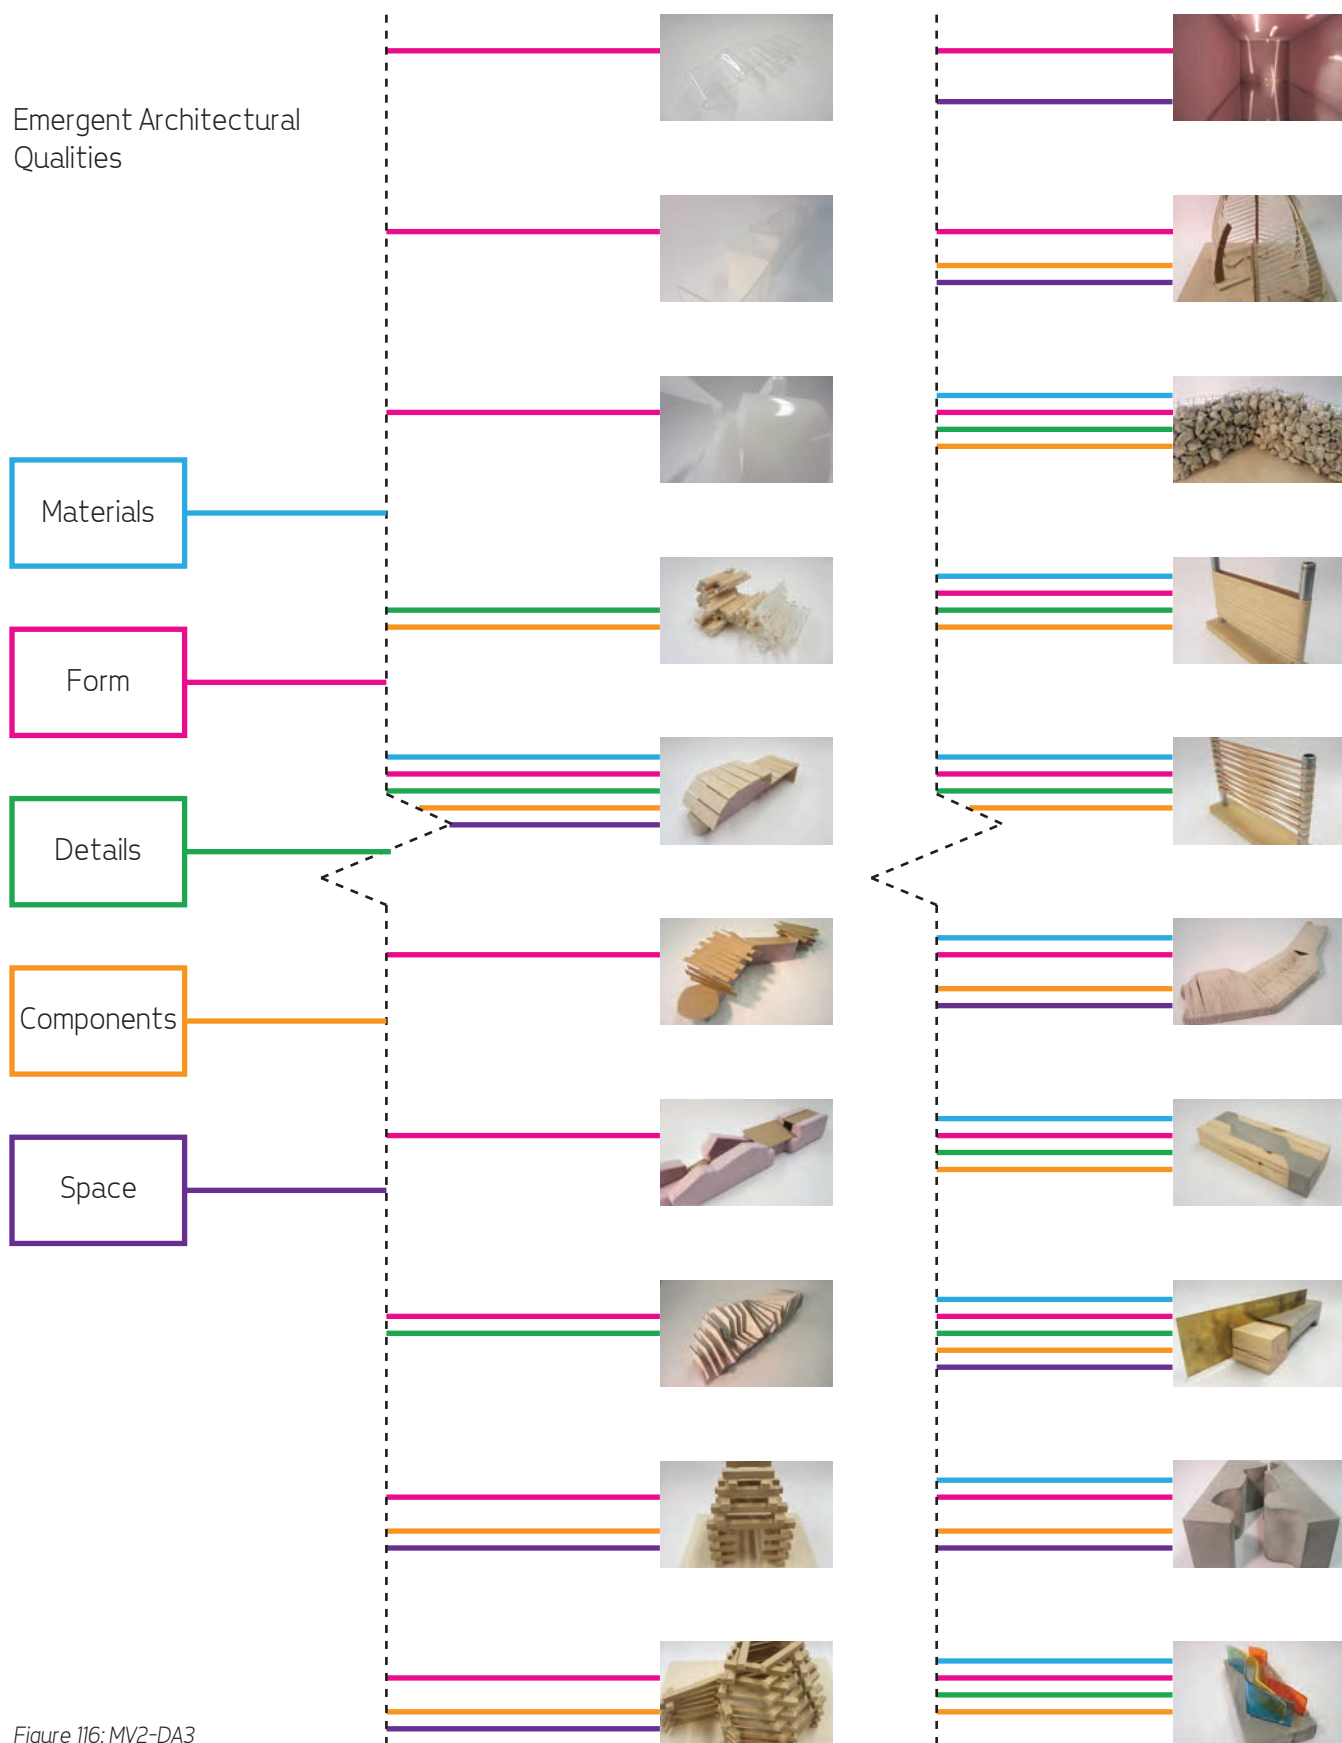 Emergent Architectural
Qualities
Materials
Form
Details
Components
Space
Figure 116: MV2-DA3